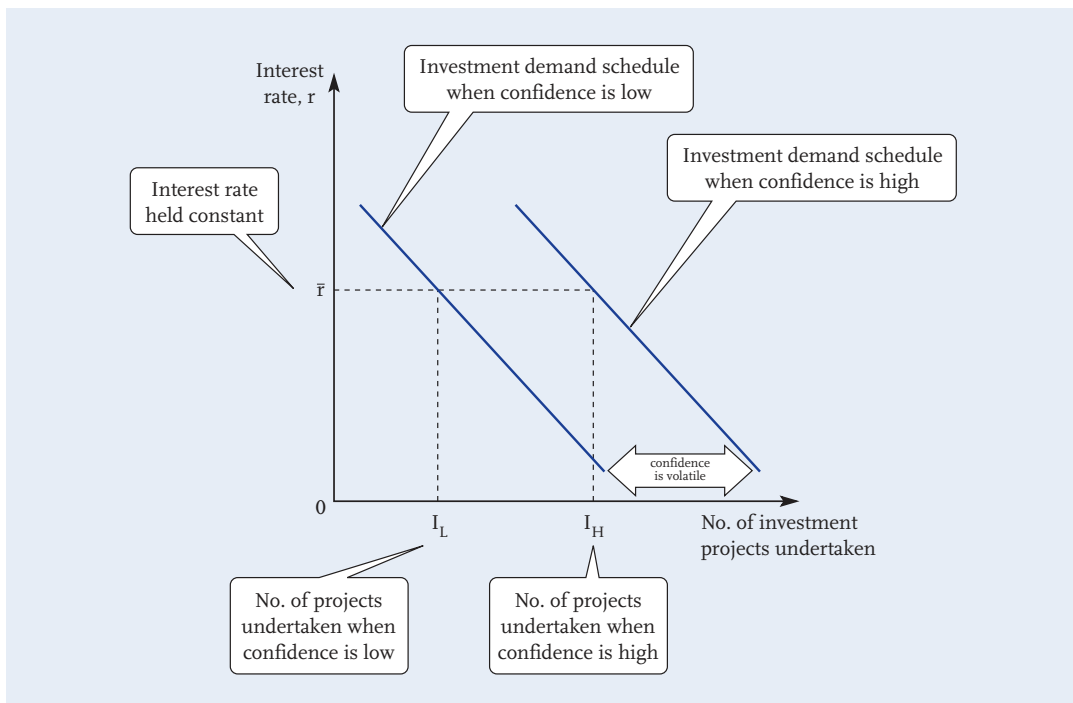 Interest
rate, r
Investment demand schedule
when confidence is low
Investment demand schedule
when confidence is high
Interest rate
held constant
r̅
confidence
is volatile
0
I_L
I_H
No. of investment
projects undertaken
No. of projects
undertaken when
confidence is low
No. of projects
undertaken when
confidence is high